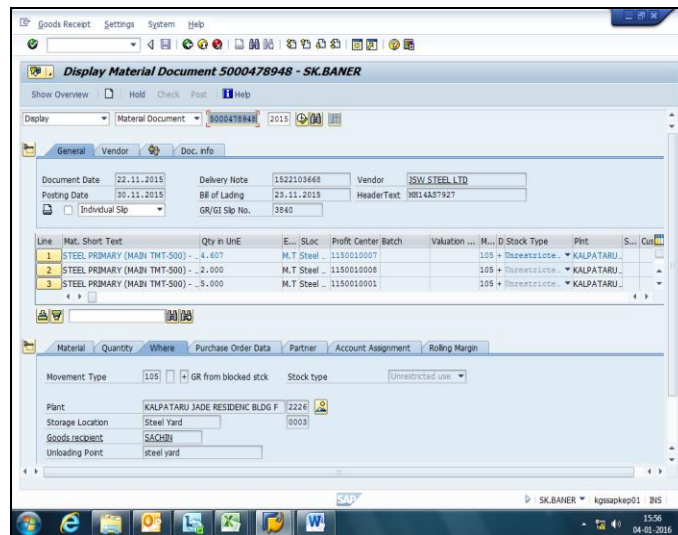 Goods Receipt Settings System Help
Display Material Document 5000478948 - SK.BANER
Show Overview Hold Check Post Help
Display Material Document 5000478948 2015
General Vendor Doc. info
Document Date 22.11.2015 Delivery Note 1522103668 Vendor JSW STEEL LTD
Posting Date 30.11.2015 Bill of Lading 23.11.2015 HeaderText MH14AS7927
Individual Slip GR/GI Slip No. 3840
Line Mat. Short Text Qty in UnE E... SLoc Profit Center Batch Valuation ... M... D Stock Type Plnt S... Cus
1 STEEL PRIMARY (MAIN TMT-500) - .. 4.607 M.T Steel .. 1150010007 105 + Unrestricte.. KALPATARU..
2 STEEL PRIMARY (MAIN TMT-500) - .. 2.000 M.T Steel .. 1150010008 105 + Unrestricte.. KALPATARU..
3 STEEL PRIMARY (MAIN TMT-500) - .. 5.000 M.T Steel .. 1150010001 105 + Unrestricte.. KALPATARU..
Material Quantity Where Purchase Order Data Partner Account Assignment Rolling Margin
Movement Type 105 + GR from blocked stck Stock type Unrestricted use
Plant KALPATARU JADE RESIDENC BLDG F 2226
Storage Location Steel Yard 0003
Goods recipient SACHIN
Unloading Point steel yard
SAP
SK.BANER kgssapkep01 INS
15:56
04-01-2016